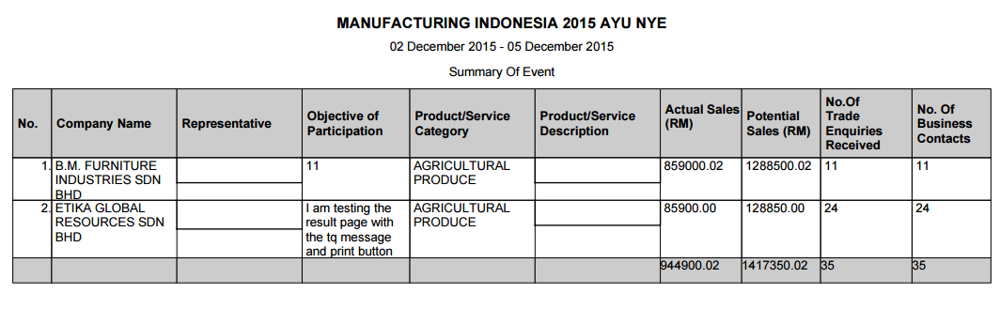 MANUFACTURING INDONESIA 2015 AYU NYE
02 December 2015 - 05 December 2015
Summary Of Event
No. Company Name Representative Objective of Participation Product/Service Category Product/Service Description Actual Sales (RM) Potential Sales (RM) No.Of Trade Enquiries Received No. Of Business Contacts
1. B.M. FURNITURE 11 AGRICULTURAL 859000.02 1288500.02 11 11
INDUSTRIES SDN PRODUCE
BHD
2. ETIKA GLOBAL I am testing the AGRICULTURAL 85900.00 128850.00 24 24
RESOURCES SDN result page with PRODUCE
BHD the tq message
and print button
944900.02 1417350.02 35 35